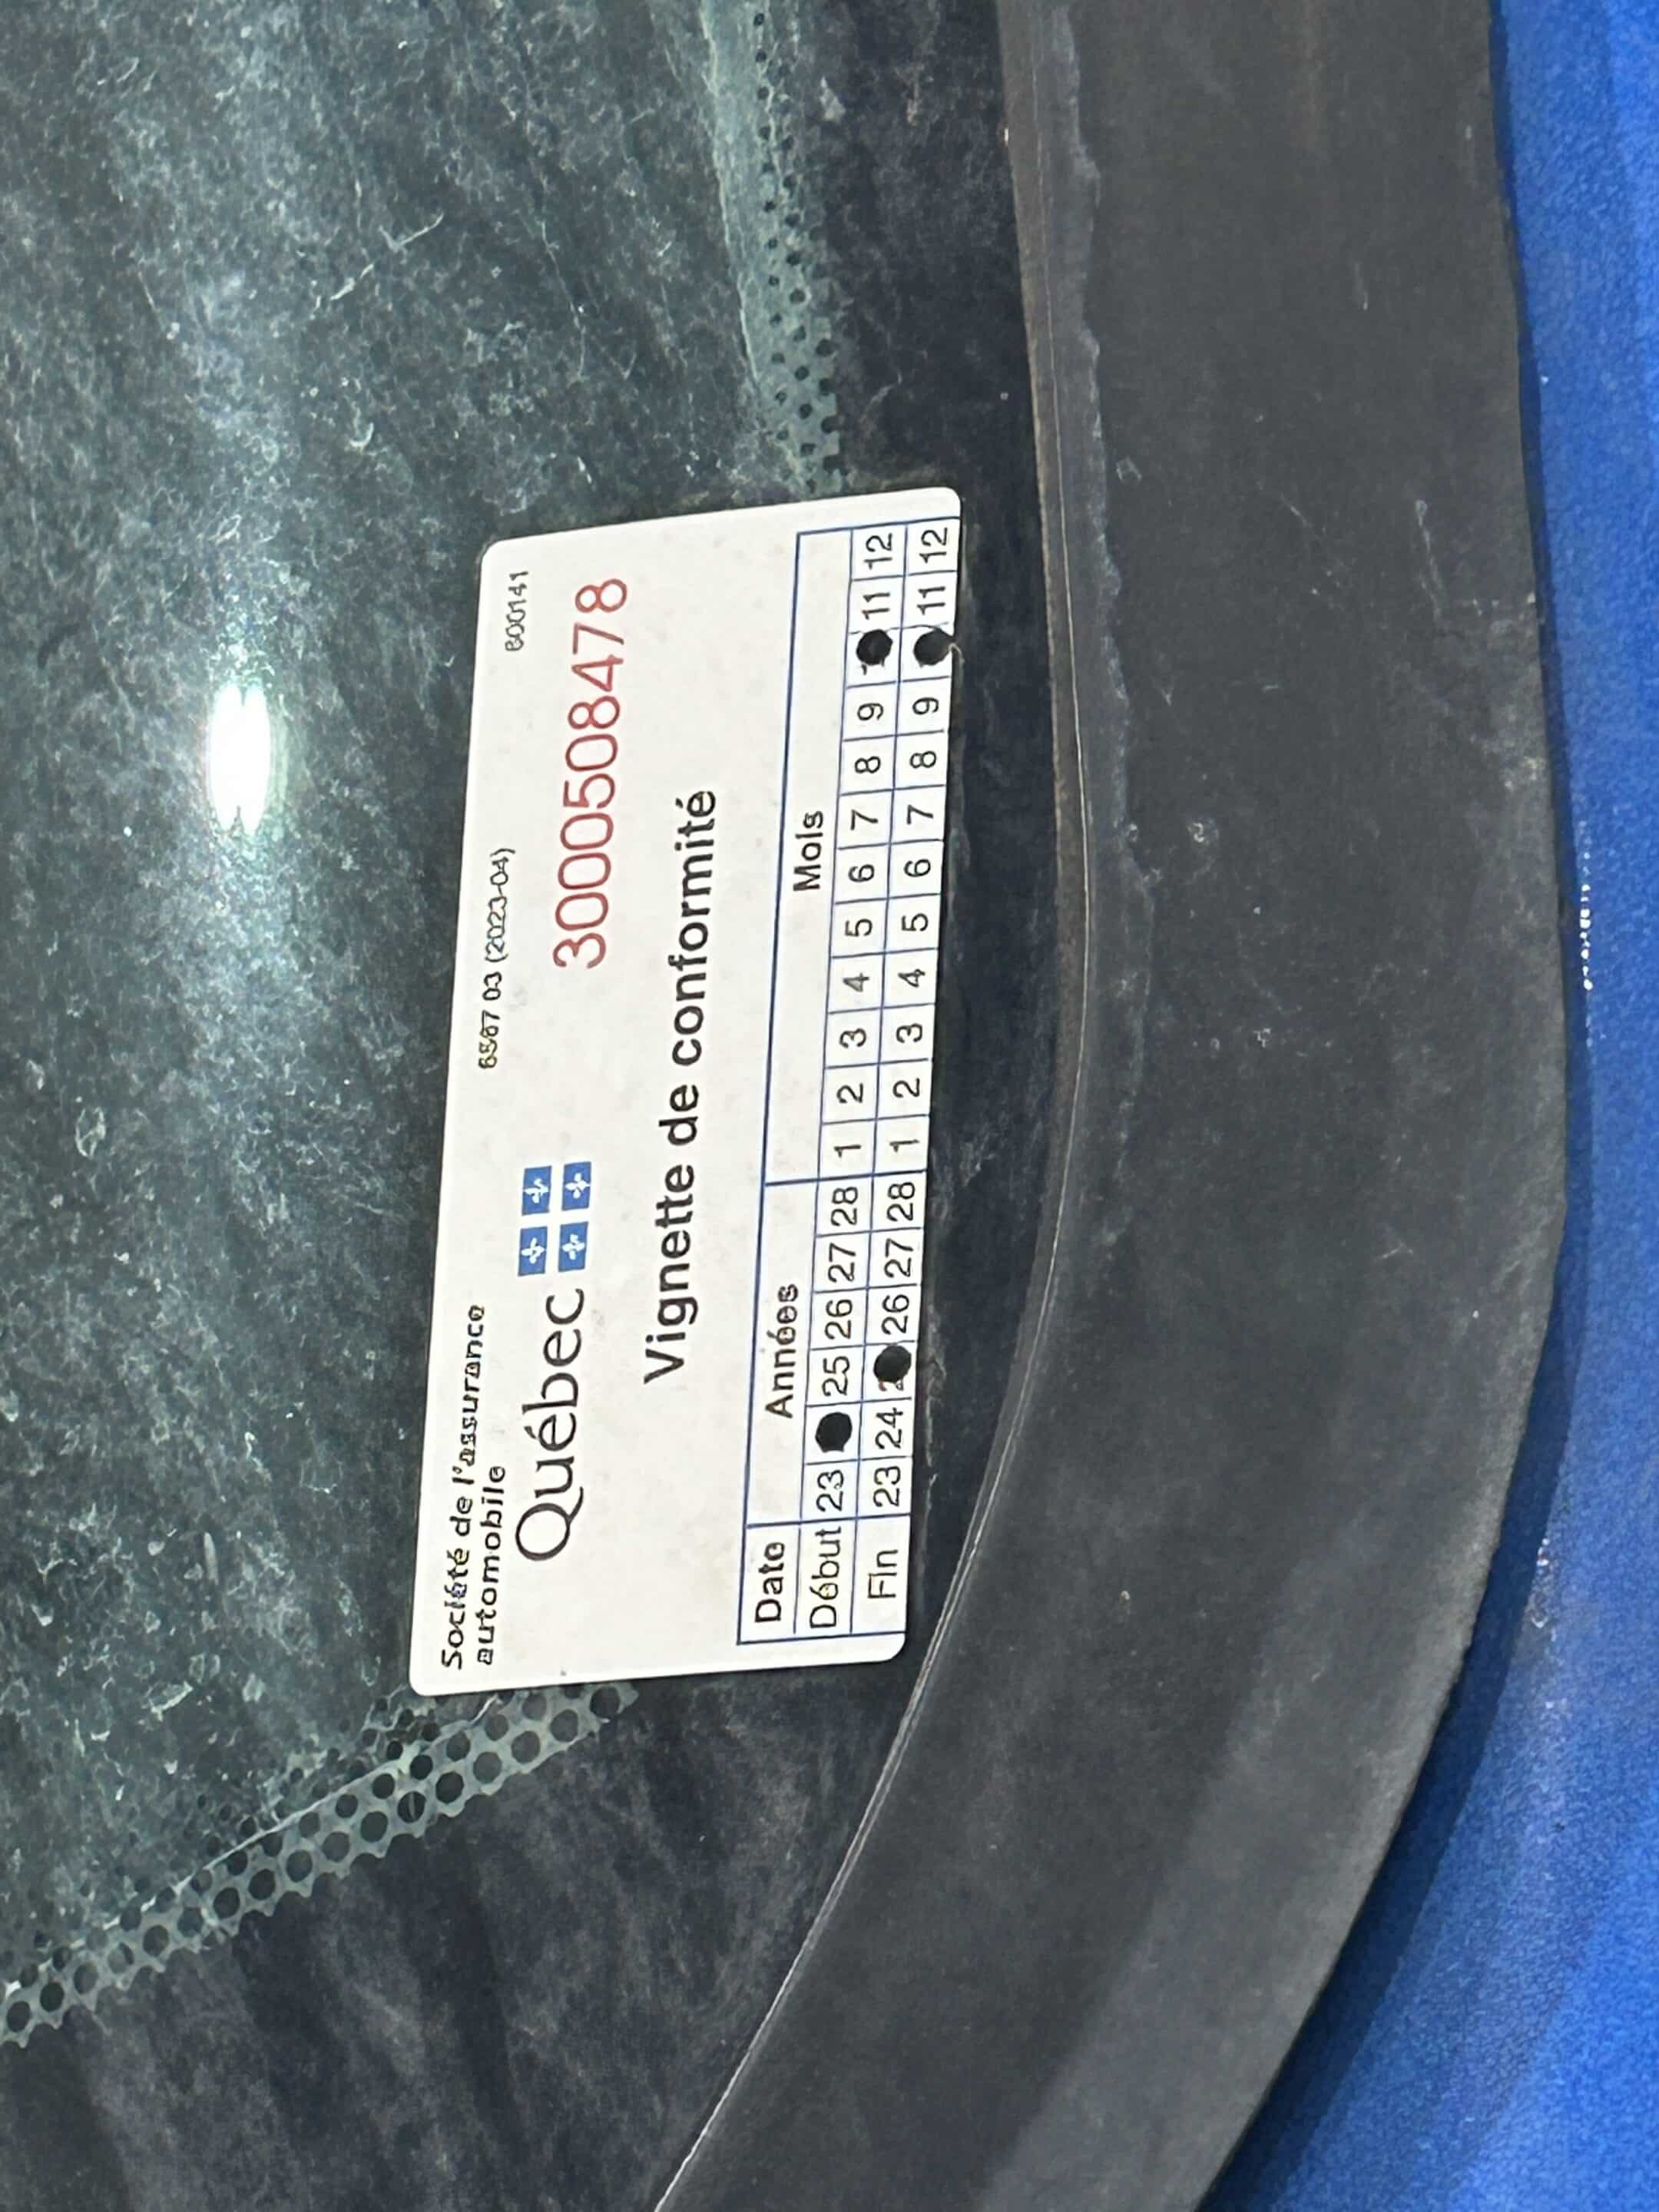 Société de l'assurance
automobile
6587 03 (2023-04)
600141
Québec
3000508478
Vignette de conformité
Date Années Mois
Début 23 25 26 27 28 1 2 3 4 5 6 7 8 9 11 12
Fin 23 24 26 27 28 1 2 3 4 5 6 7 8 9 11 12